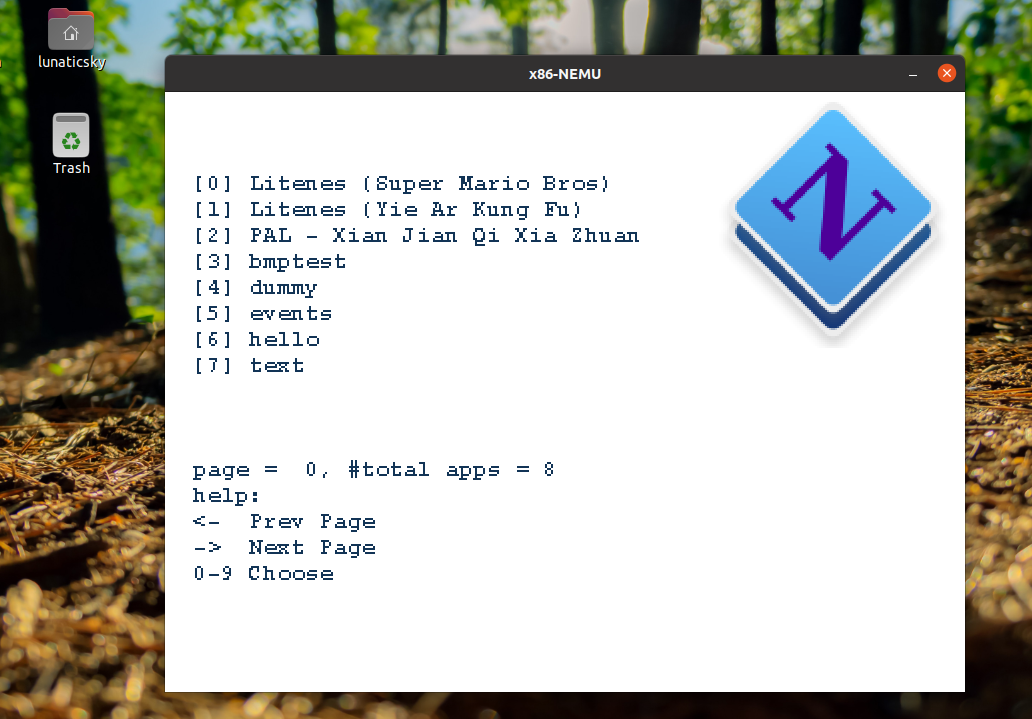 lunaticsky
Trash
x86-NEMU
N
[0] Litenes (Super Mario Bros)
[1] Litenes (Yie Ar Kung Fu)
[2] PAL - Xian Jian Qi Xia Zhuan
[3] bmptest
[4] dummy
[5] events
[6] hello
[7] text
page =  0, #total apps = 8
help:
<-  Prev Page
->  Next Page
0-9 Choose